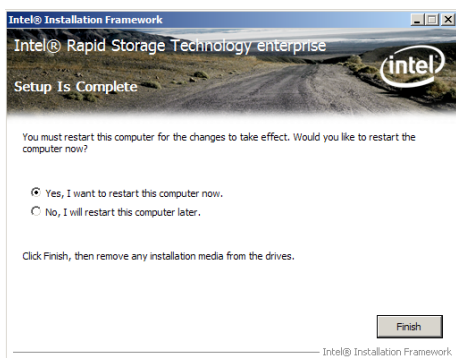 Intel® Installation Framework
Intel® Rapid Storage Technology enterprise
intel
Setup Is Complete
You must restart this computer for the changes to take effect. Would you like to restart the
computer now?
Yes, I want to restart this computer now.
No, I will restart this computer later.
Click Finish, then remove any installation media from the drives.
Finish
Intel® Installation Framework